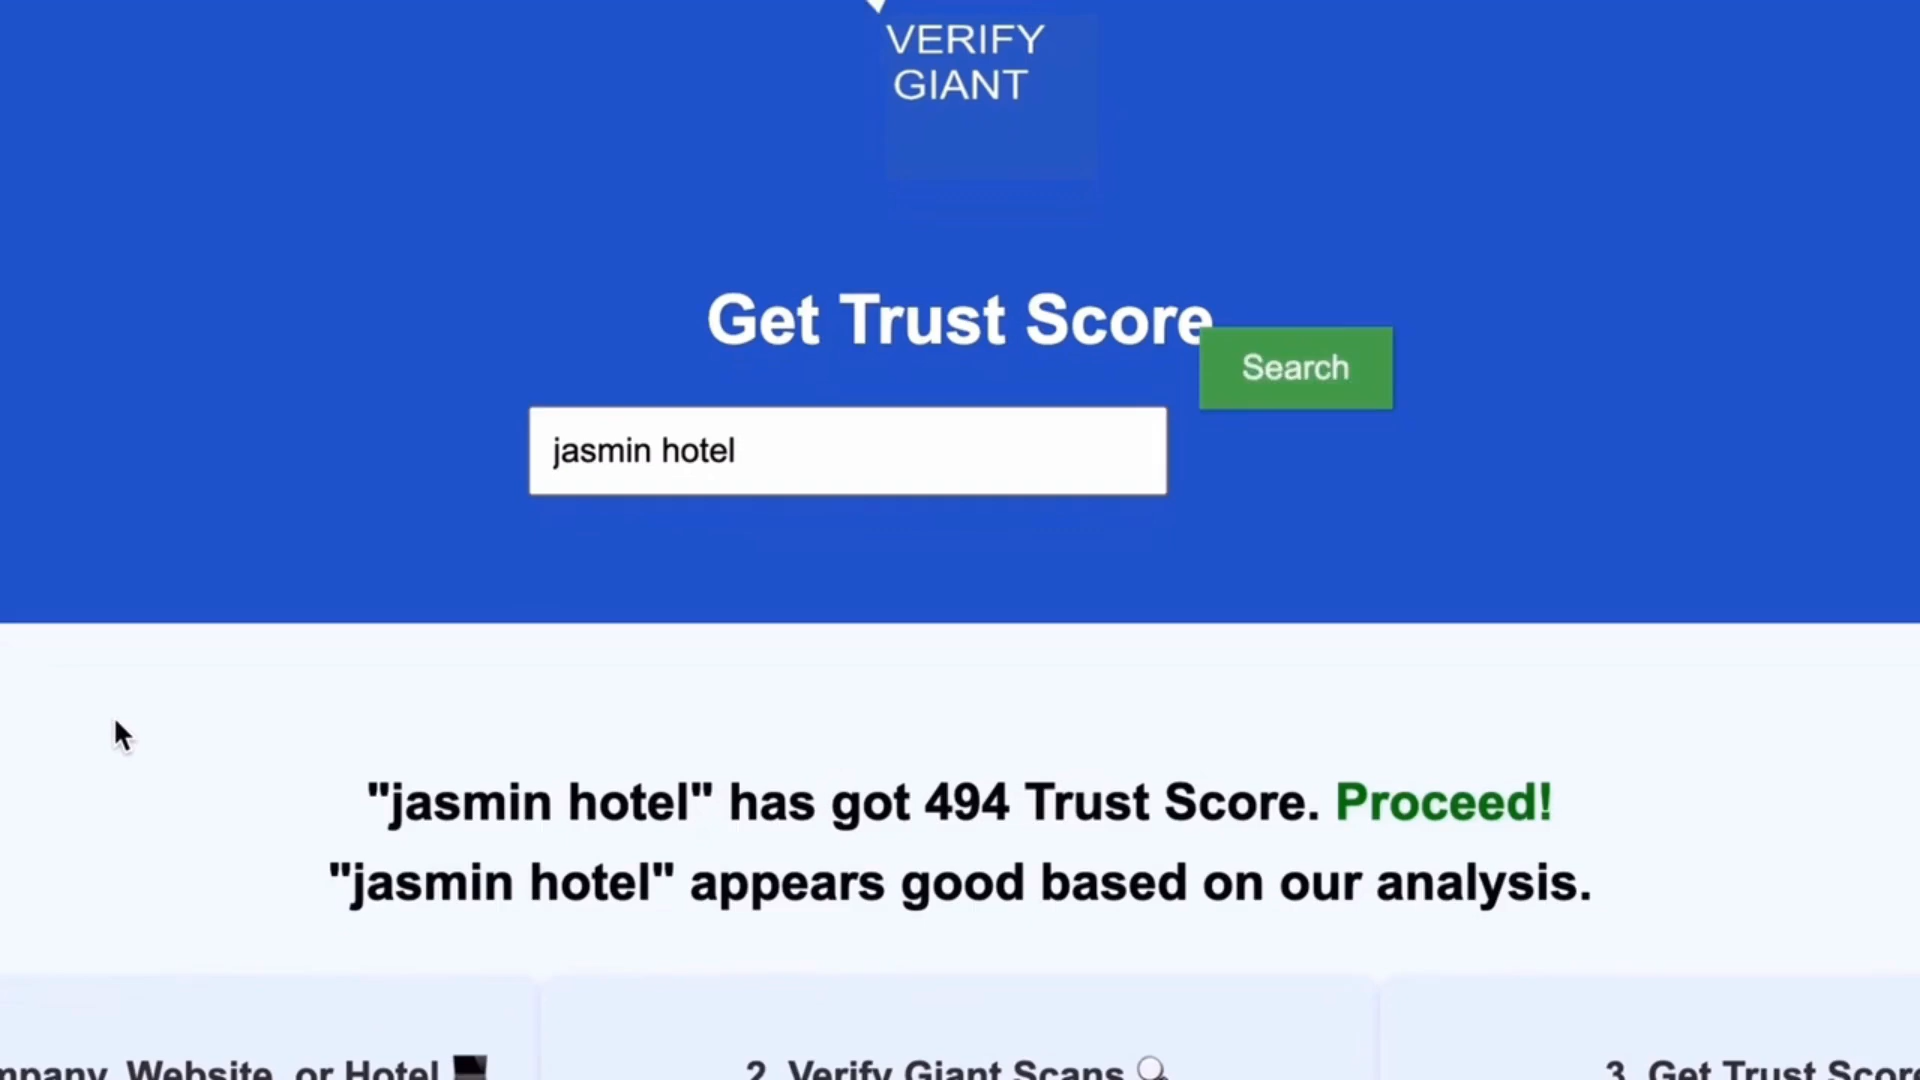 VERIFY
GIANT
Get Trust Score
Search
jasmin hotel
"jasmin hotel" has got 494 Trust Score. Proceed!
"jasmin hotel" appears good based on our analysis.
Website, or Hotel
2. Verify Giant Scans
3. Get Trust Score